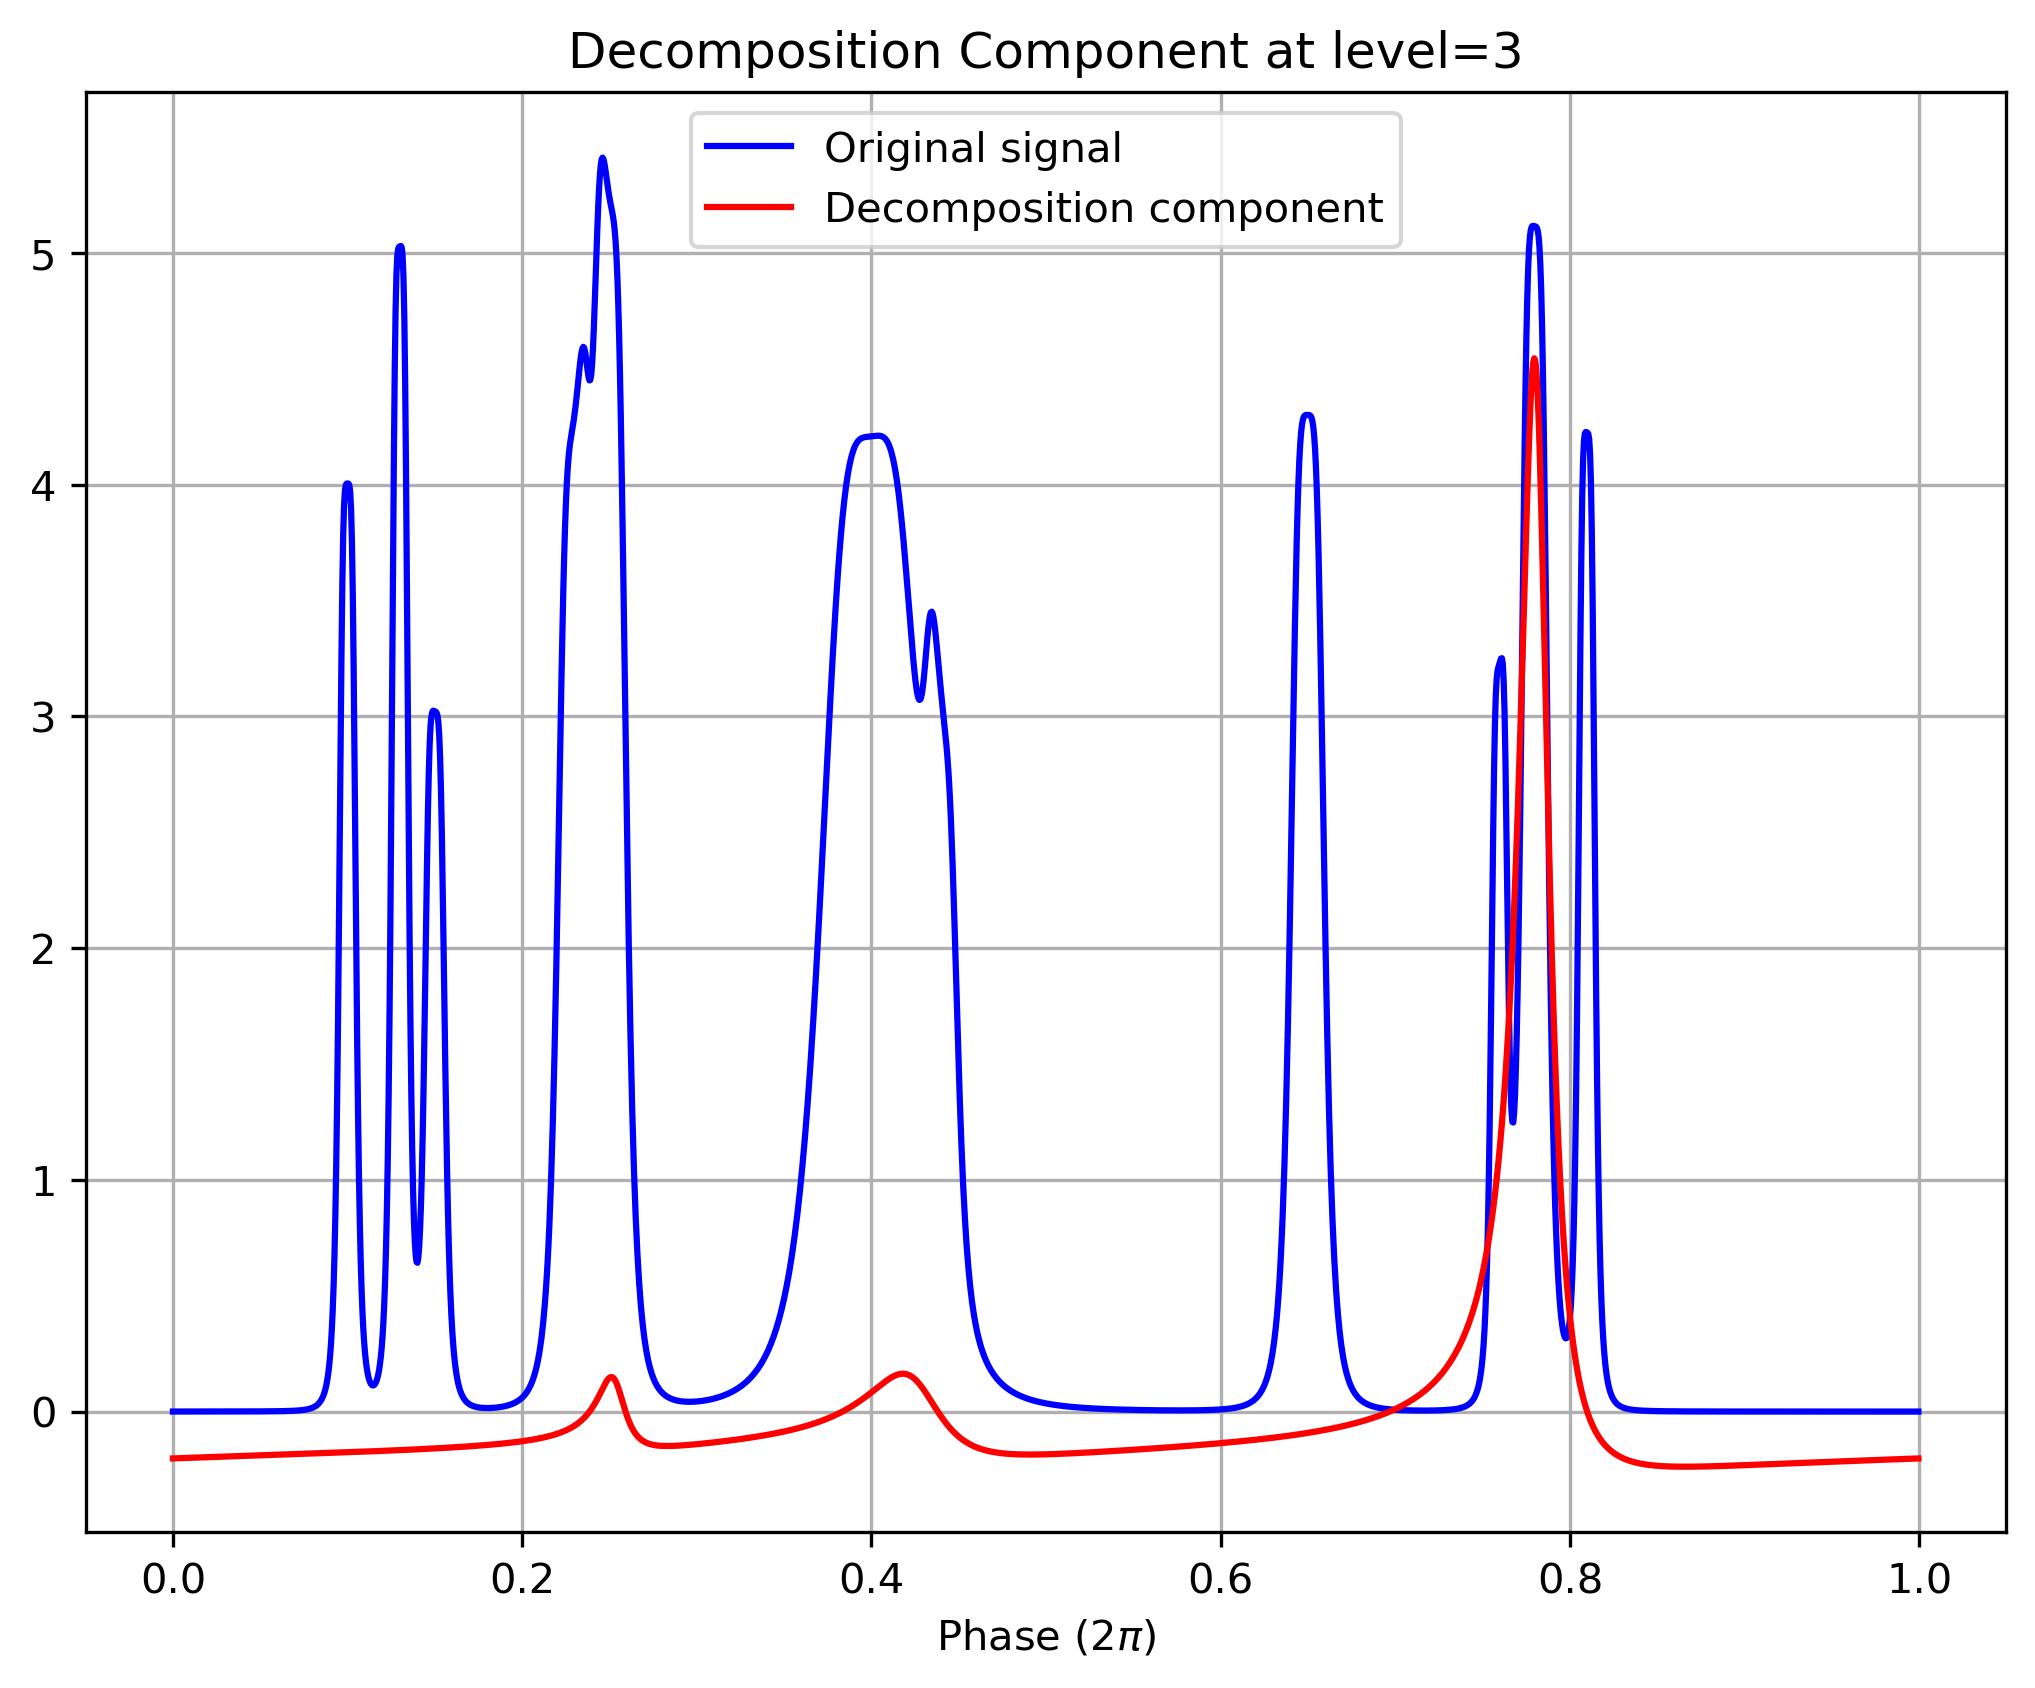 Decomposition Component at level=3
Original signal
Decomposition component
5
4
3
2
1
0
0.0 0.2 0.4 0.6 0.8 1.0
Phase (2π)